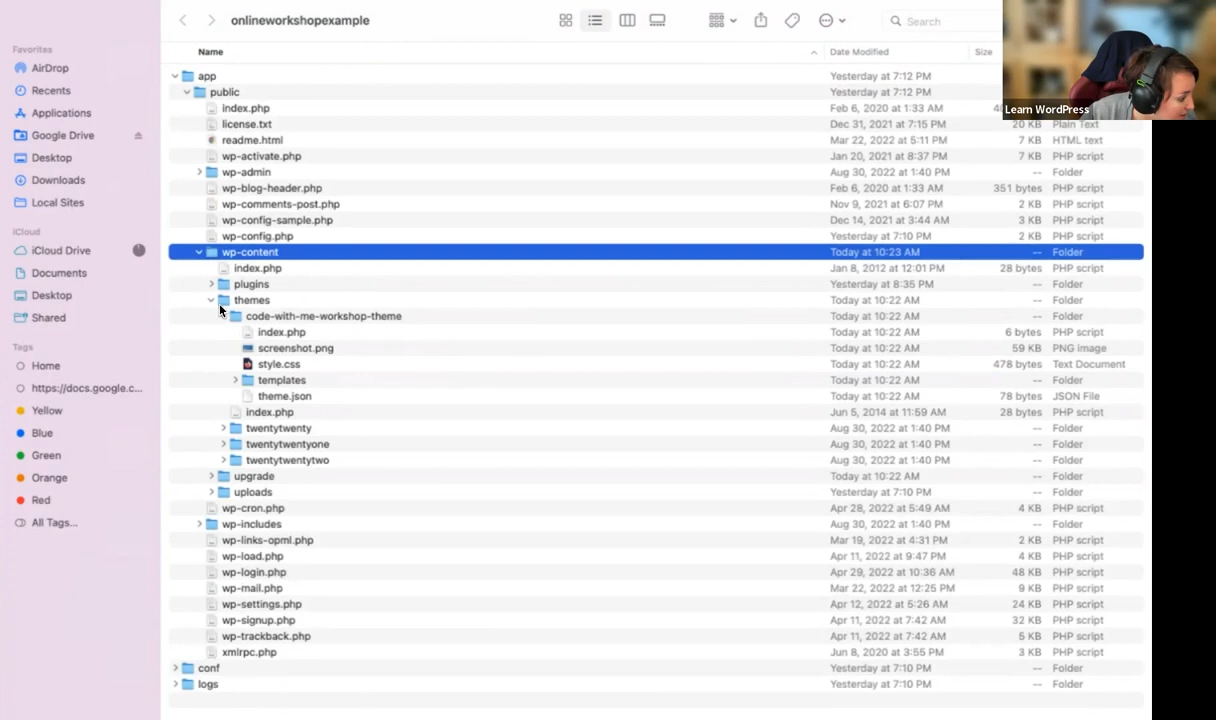 onlineworkshopexample
Search
Learn WordPress
Favorites
AirDrop
Recents
Applications
Google Drive
Desktop
Downloads
Local Sites
iCloud
iCloud Drive
Documents
Desktop
Shared
Tags
Home
https://docs.google.c...
Yellow
Blue
Green
Orange
Red
All Tags...
Name Date Modified Size
app Yesterday at 7:12 PM
public Yesterday at 7:12 PM
index.php Feb 6, 2020 at 1:33 AM
license.txt Dec 31, 2021 at 7:15 PM 20 KB Plain Text
readme.html Mar 22, 2022 at 5:11 PM 7 KB HTML text
wp-activate.php Jan 20, 2021 at 8:37 PM 7 KB PHP script
wp-admin Aug 30, 2022 at 1:40 PM -- Folder
wp-blog-header.php Feb 6, 2020 at 1:33 AM 351 bytes PHP script
wp-comments-post.php Nov 9, 2021 at 6:07 PM 2 KB PHP script
wp-config-sample.php Dec 14, 2021 at 3:44 AM 3 KB PHP script
wp-config.php Yesterday at 7:10 PM 2 KB PHP script
wp-content Today at 10:23 AM -- Folder
index.php Jan 8, 2012 at 12:01 PM 28 bytes PHP script
plugins Yesterday at 8:35 PM -- Folder
themes Today at 10:22 AM -- Folder
code-with-me-workshop-theme Today at 10:22 AM -- Folder
index.php Today at 10:22 AM 6 bytes PHP script
screenshot.png Today at 10:22 AM 59 KB PNG image
style.css Today at 10:22 AM 478 bytes Text Document
templates Today at 10:22 AM -- Folder
theme.json Today at 10:22 AM 78 bytes JSON File
index.php Jun 5, 2014 at 11:59 AM 28 bytes PHP script
twentytwenty Aug 30, 2022 at 1:40 PM -- Folder
twentytwentyone Aug 30, 2022 at 1:40 PM -- Folder
twentytwentytwo Aug 30, 2022 at 1:40 PM -- Folder
upgrade Today at 10:22 AM -- Folder
uploads Yesterday at 7:10 PM -- Folder
wp-cron.php Apr 28, 2022 at 5:49 AM 4 KB PHP script
wp-includes Aug 30, 2022 at 1:40 PM -- Folder
wp-links-opml.php Mar 19, 2022 at 4:31 PM 2 KB PHP script
wp-load.php Apr 11, 2022 at 9:47 PM 4 KB PHP script
wp-login.php Apr 29, 2022 at 10:36 AM 48 KB PHP script
wp-mail.php Mar 22, 2022 at 12:25 PM 9 KB PHP script
wp-settings.php Apr 12, 2022 at 5:26 AM 24 KB PHP script
wp-signup.php Apr 11, 2022 at 7:42 AM 32 KB PHP script
wp-trackback.php Apr 11, 2022 at 7:42 AM 5 KB PHP script
xmlrpc.php Jun 8, 2020 at 3:55 PM 3 KB PHP script
conf Yesterday at 7:10 PM -- Folder
logs Yesterday at 7:10 PM -- Folder